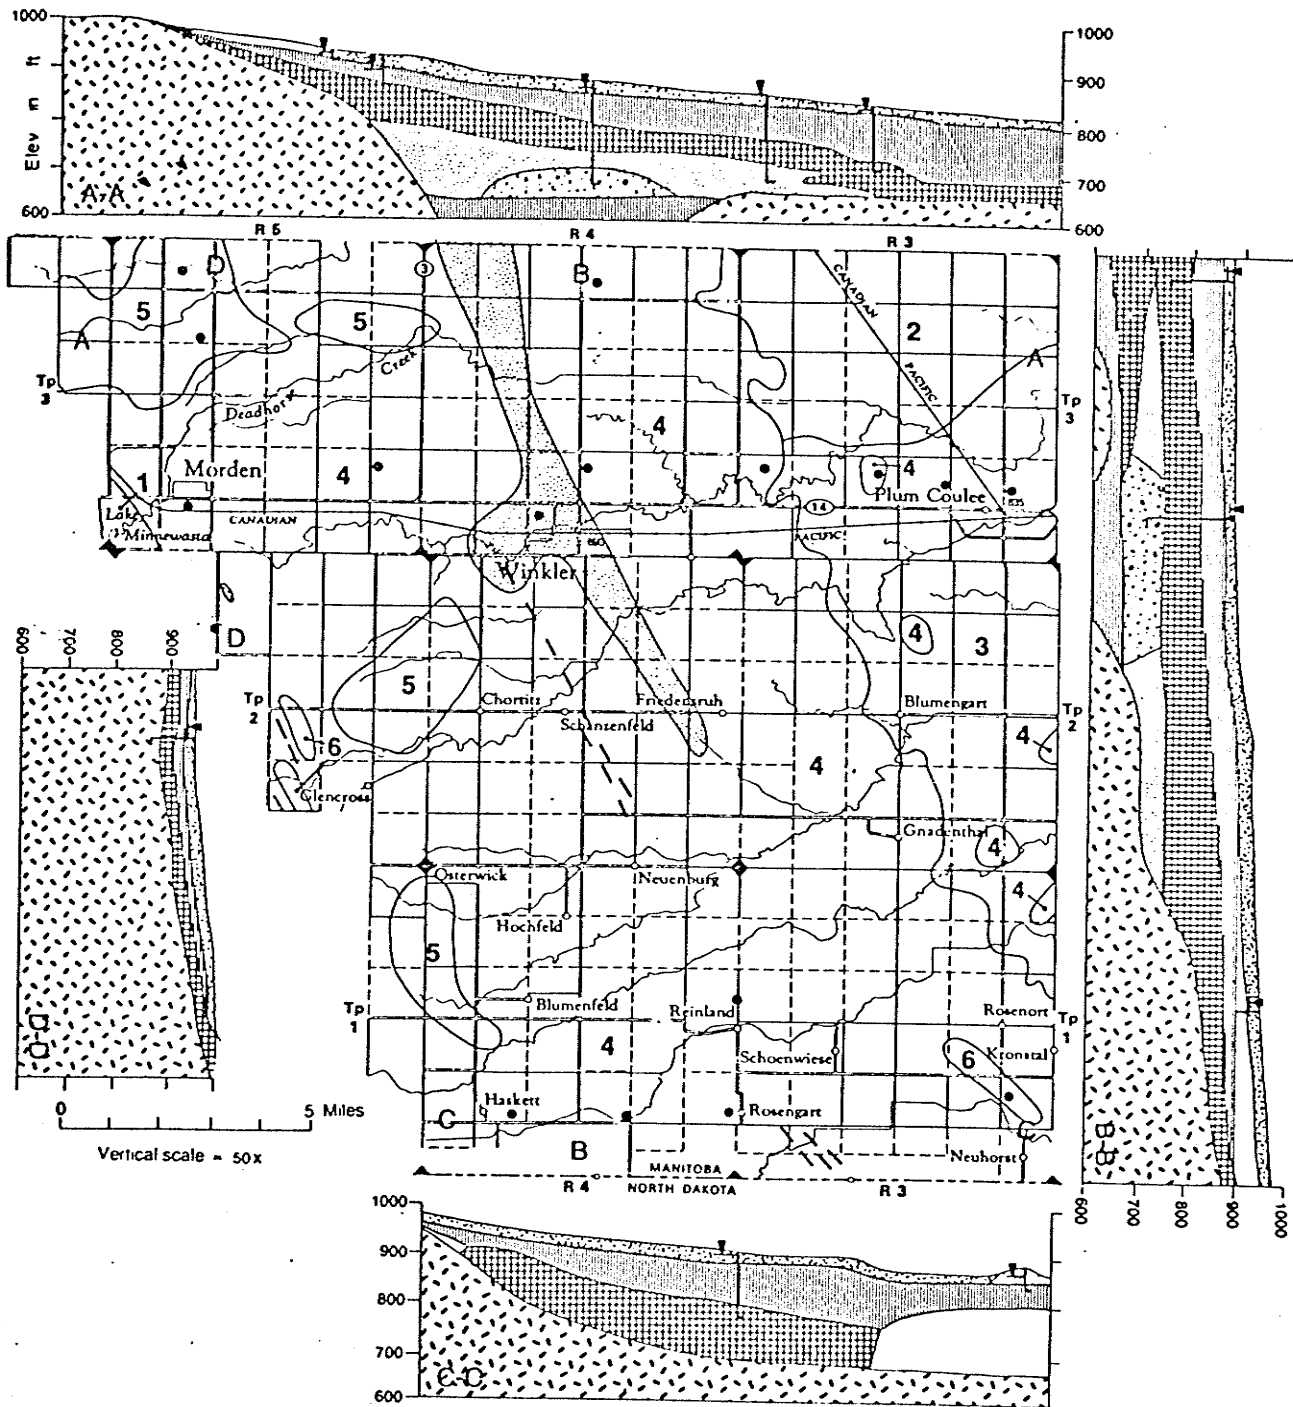 1000
Elev in ft
600
A-A
1000
900
800
700
600
R 5
R 4
R 3
D
3
B
5
5
2
CANADIAN
PACIFIC
A
A
Creek
Tp 3
Tp 3
Deadhorse
4
4
1
Morden
4
Plum Coulee
14
Lake Minnewasta
CANADIAN
PACIFIC
Winkler
D
4
3
600
700
800
900
5
Chortitz
Friedensruh
Blumengart
Tp 2
Schanzenfeld
Tp 2
6
4
4
Glencross
Gnadenthal
4
Osterwick
Neuenburg
4
Hochfeld
5
Blumenfeld
Reinland
Rosenort
Tp 1
Tp 1
4
Schoenwiese
6
Kronstal
D-D
0
5 Miles
Haskett
C
Rosengart
Vertical scale = 50x
B
Neuhorst
B-B
MANITOBA
R 4
NORTH DAKOTA
R 3
600
700
800
900
1000
1000
900
800
700
600
C-C